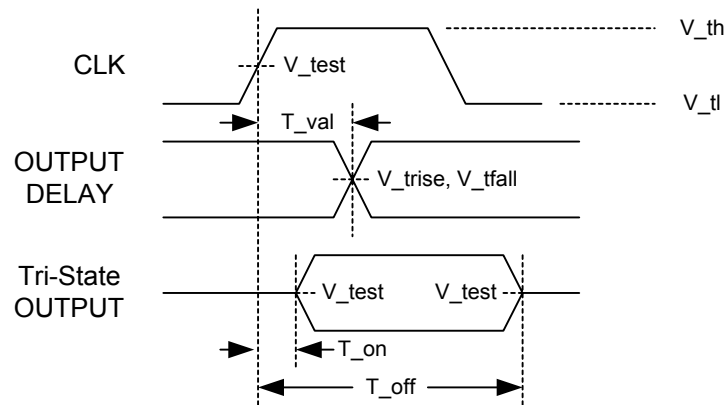 V_th
CLK
V_test
V_tl
T_val
OUTPUT
DELAY
V_trise, V_tfall
Tri-State
OUTPUT
V_test
V_test
T_on
T_off